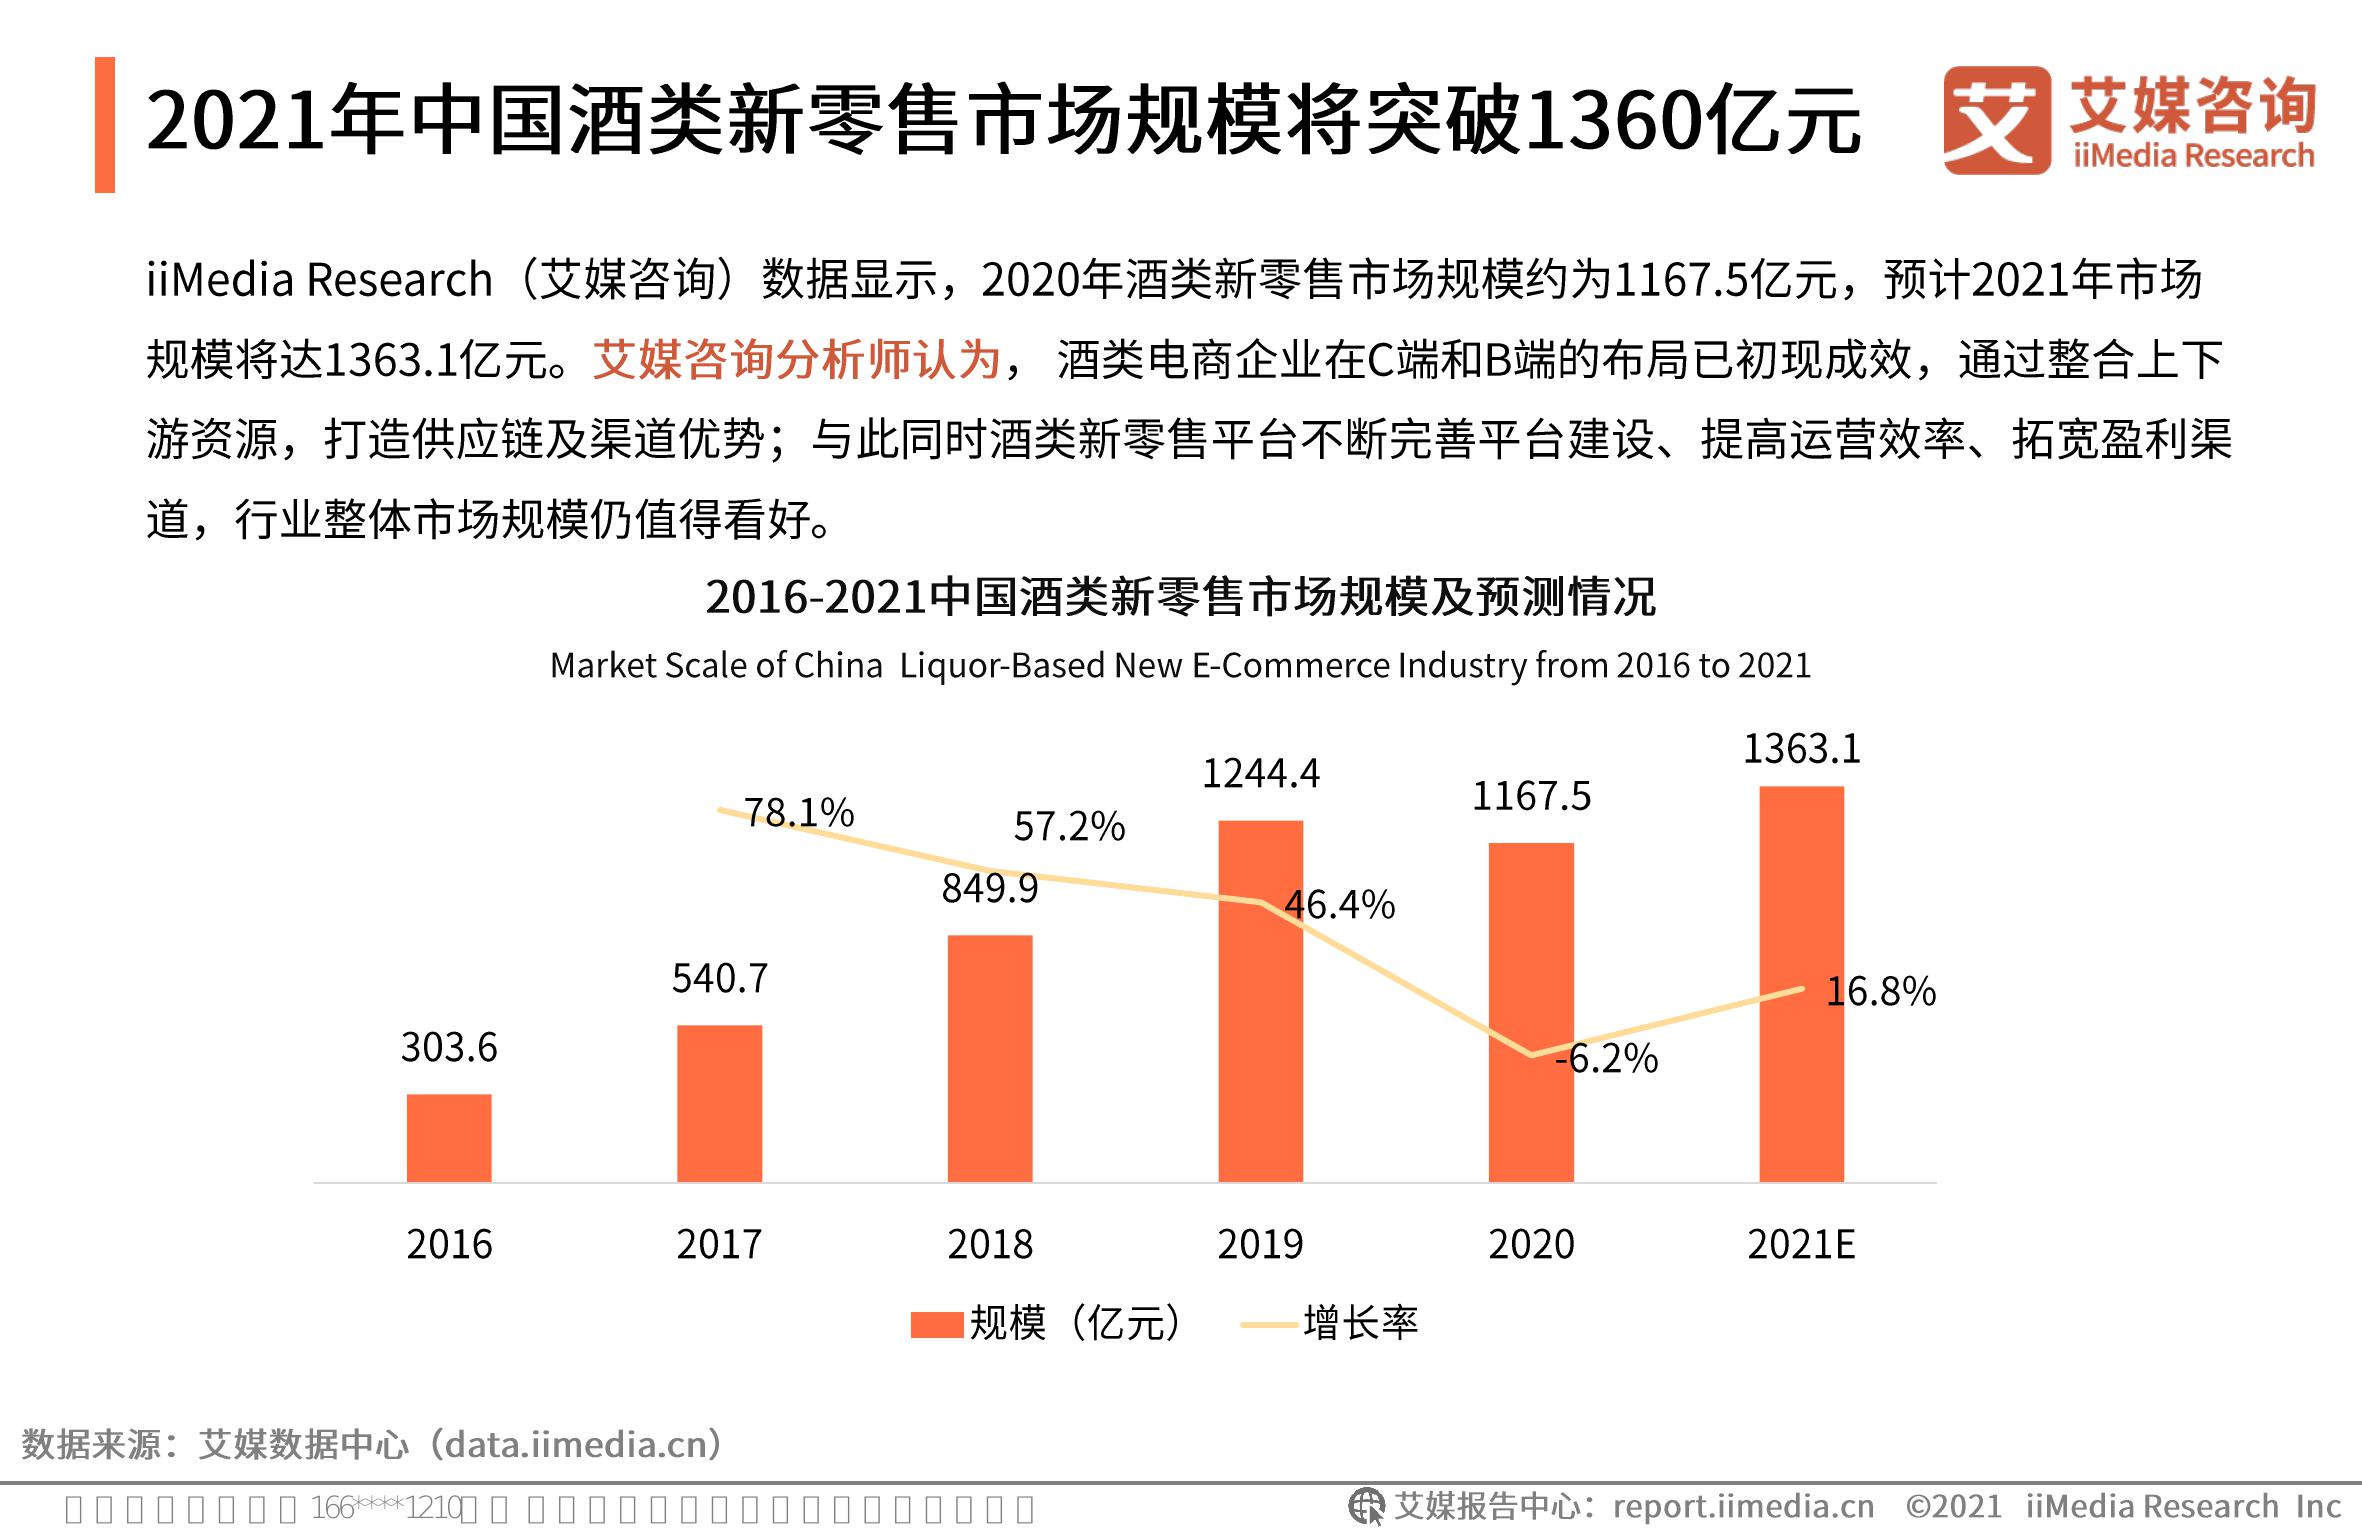 2021年中国酒类新零售市场规模将突破1360亿元
艾
艾媒咨询
iiMedia Research
iiMedia Research（艾媒咨询）数据显示，2020年酒类新零售市场规模约为1167.5亿元，预计2021年市场
规模将达1363.1亿元。艾媒咨询分析师认为， 酒类电商企业在C端和B端的布局已初现成效，通过整合上下
游资源，打造供应链及渠道优势；与此同时酒类新零售平台不断完善平台建设、提高运营效率、拓宽盈利渠
道，行业整体市场规模仍值得看好。
2016-2021中国酒类新零售市场规模及预测情况
Market Scale of China  Liquor-Based New E-Commerce Industry from 2016 to 2021
1363.1
1244.4
1167.5
78.1%
57.2%
849.9
46.4%
540.7
16.8%
303.6
-6.2%
2016 2017 2018 2019 2020 2021E
规模（亿元） 增长率
数据来源：艾媒数据中心（data.iimedia.cn）
166****1210
艾媒报告中心：report.iimedia.cn ©2021 iiMedia Research Inc